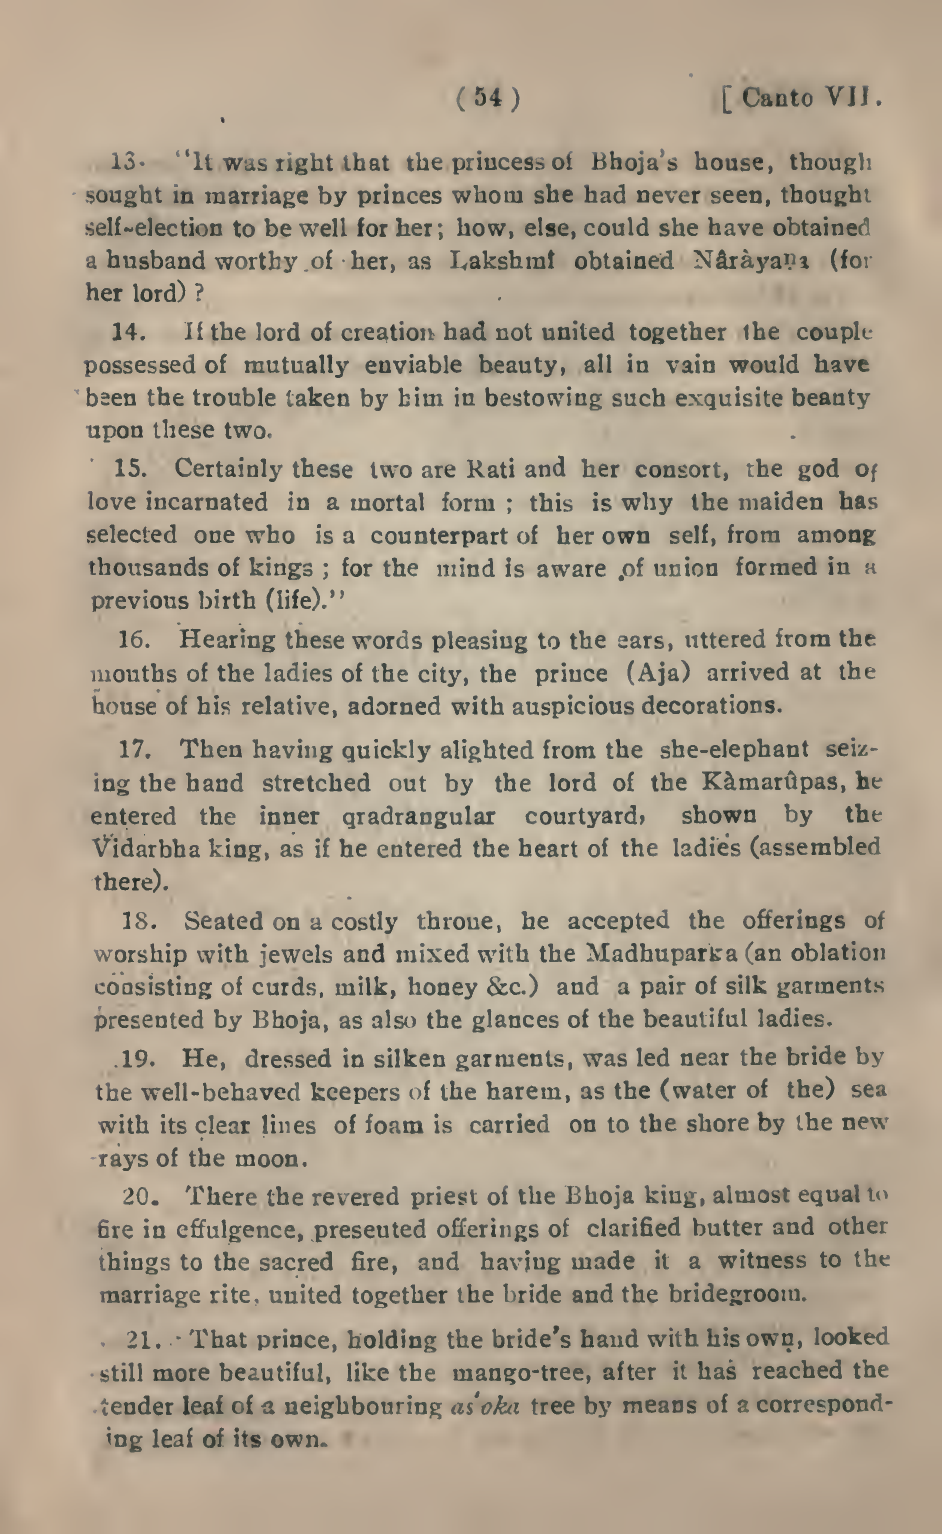 ( 54 ) [ Canto VII.
13. "It was right that the princess of Bhoja's house, though
sought in marriage by princes whom she had never seen, thought
self-election to be well for her; how, else, could she have obtained
a husband worthy of her, as Lakshmî obtained Nâràyaṇa (for
her lord) ?
14. If the lord of creation had not united together the couple
possessed of mutually enviable beauty, all in vain would have
been the trouble taken by him in bestowing such exquisite beauty
upon these two.
15. Certainly these two are Rati and her consort, the god of
love incarnated in a mortal form ; this is why the maiden has
selected one who is a counterpart of her own self, from among
thousands of kings ; for the mind is aware of union formed in a
previous birth (life)."
16. Hearing these words pleasing to the ears, uttered from the
mouths of the ladies of the city, the prince (Aja) arrived at the
house of his relative, adorned with auspicious decorations.
17. Then having quickly alighted from the she-elephant seiz-
ing the hand stretched out by the lord of the Kàmarûpas, he
entered the inner qradrangular courtyard, shown by the
Vidarbha king, as if he entered the heart of the ladies (assembled
there).
18. Seated on a costly throne, he accepted the offerings of
worship with jewels and mixed with the Madhuparka (an oblation
consisting of curds, milk, honey &c.) and a pair of silk garments
presented by Bhoja, as also the glances of the beautiful ladies.
19. He, dressed in silken garments, was led near the bride by
the well-behaved keepers of the harem, as the (water of the) sea
with its clear lines of foam is carried on to the shore by the new
rays of the moon.
20. There the revered priest of the Bhoja king, almost equal to
fire in effulgence, presented offerings of clarified butter and other
things to the sacred fire, and having made it a witness to the
marriage rite, united together the bride and the bridegroom.
21. That prince, holding the bride's hand with his own, looked
still more beautiful, like the mango-tree, after it has reached the
tender leaf of a neighbouring as'oka tree by means of a correspond-
ing leaf of its own.